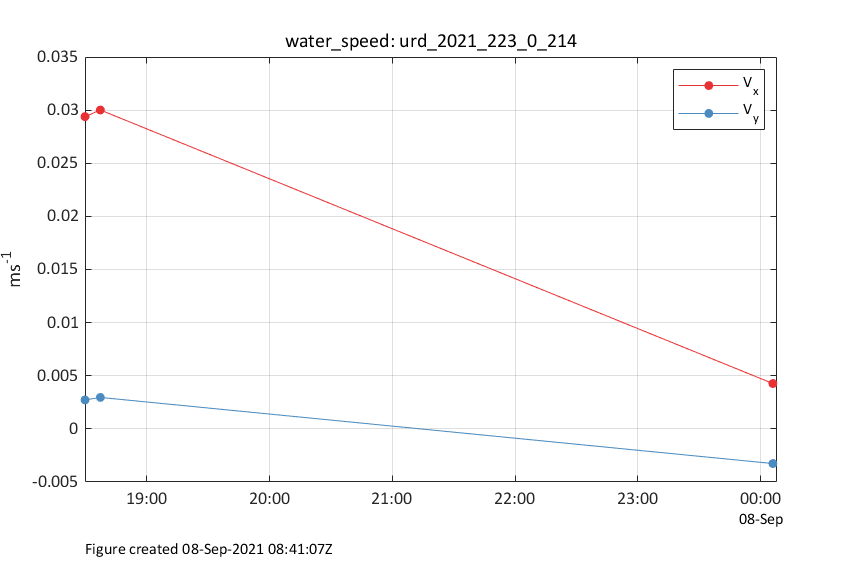 water_speed: urd_2021_223_0_214
0.035
0.03
0.025
0.02
0.015
0.01
0.005
0
-0.005
ms-1
Vx
Vy
19:00 20:00 21:00 22:00 23:00 00:00
08-Sep
Figure created 08-Sep-2021 08:41:07Z